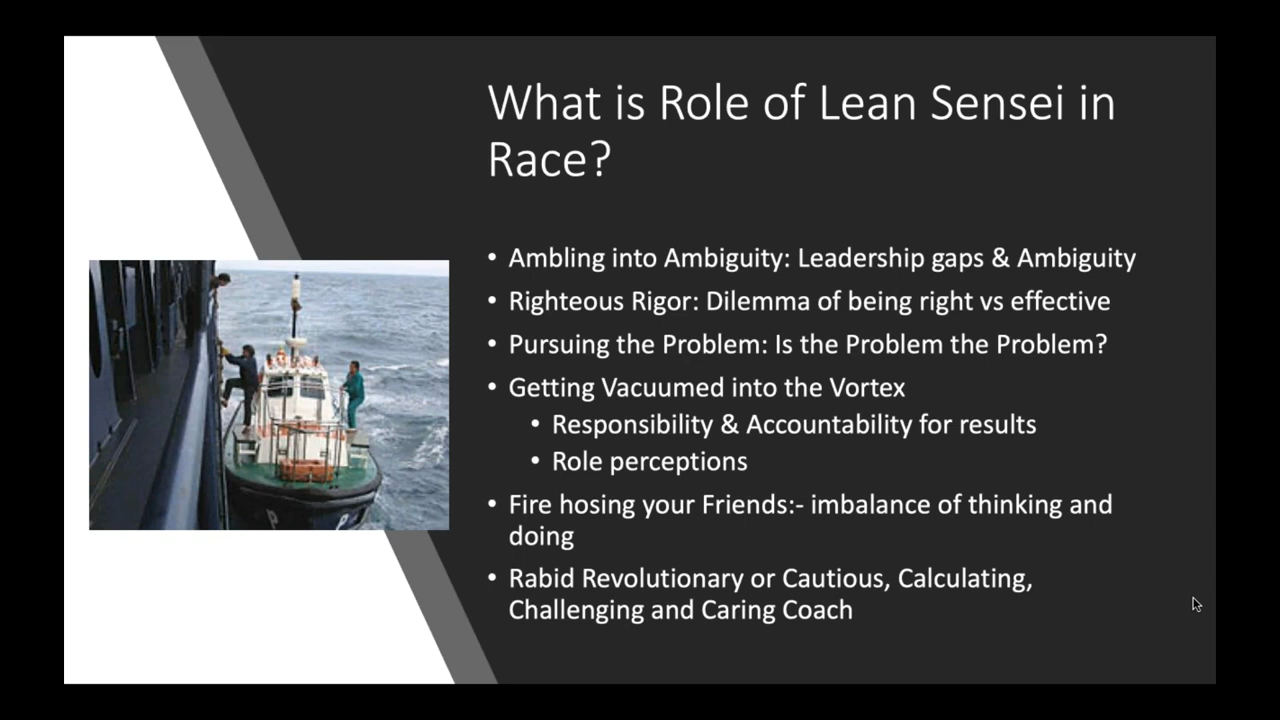 What is Role of Lean Sensei in
Race?
• Ambling into Ambiguity: Leadership gaps & Ambiguity
• Righteous Rigor: Dilemma of being right vs effective
• Pursuing the Problem: Is the Problem the Problem?
• Getting Vacuumed into the Vortex
• Responsibility & Accountability for results
• Role perceptions
• Fire hosing your Friends:- imbalance of thinking and
doing
• Rabid Revolutionary or Cautious, Calculating,
Challenging and Caring Coach
P P